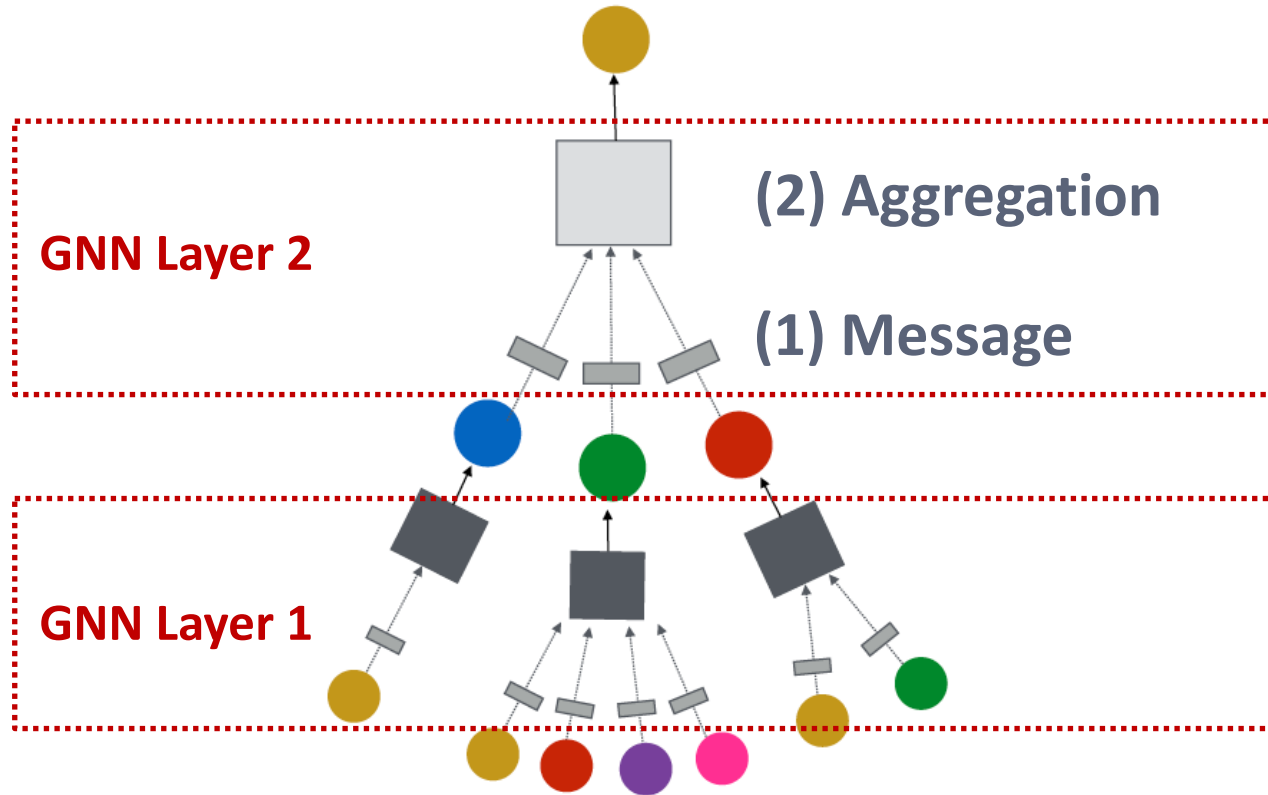 (2) Aggregation
GNN Layer 2
(1) Message
GNN Layer 1